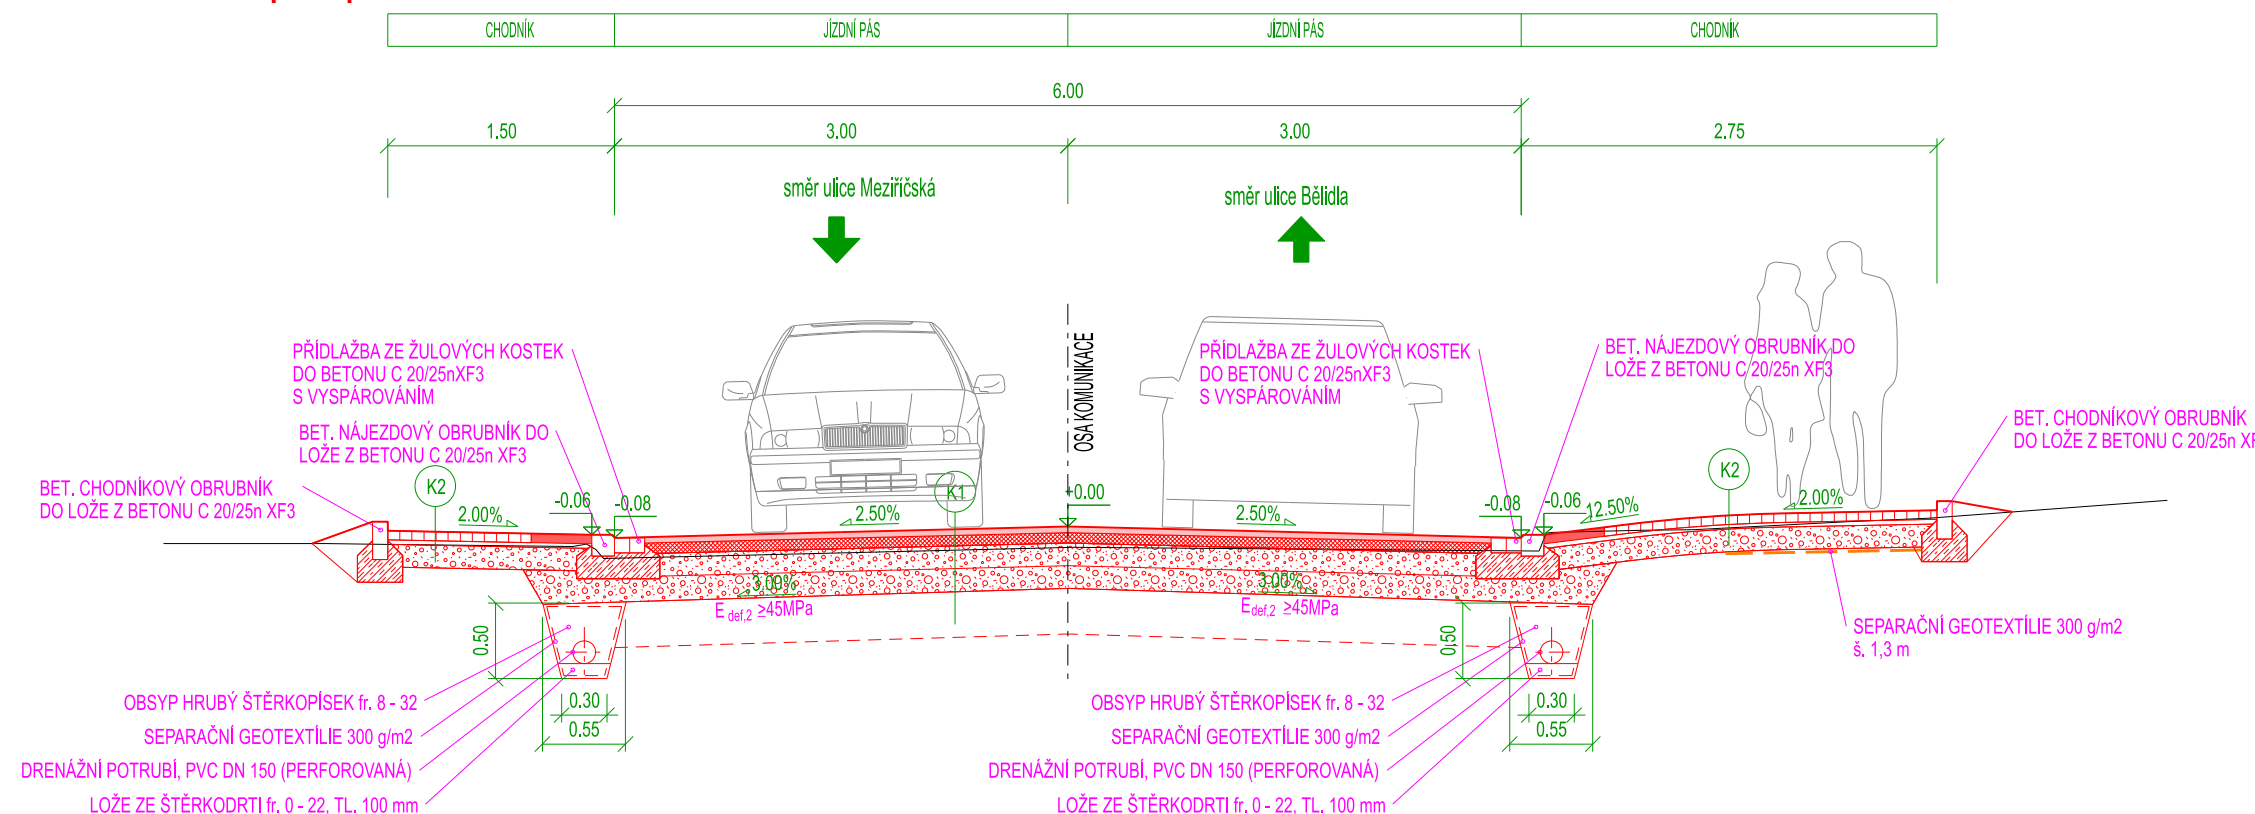 CHODNÍK
JÍZDNÍ PÁS
JÍZDNÍ PÁS
CHODNÍK
6.00
1.50
3.00
3.00
2.75
směr ulice Meziříčská
směr ulice Bělidla
OSA KOMUNIKACE
PŘÍDLAŽBA ZE ŽULOVÝCH KOSTEK
DO BETONU C 20/25nXF3
S VYSPÁROVÁNÍM
BET. NÁJEZDOVÝ OBRUBNÍK DO
LOŽE Z BETONU C 20/25n XF3
BET. CHODNÍKOVÝ OBRUBNÍK
DO LOŽE Z BETONU C 20/25n XF3
PŘÍDLAŽBA ZE ŽULOVÝCH KOSTEK
DO BETONU C 20/25nXF3
S VYSPÁROVÁNÍM
BET. NÁJEZDOVÝ OBRUBNÍK DO
LOŽE Z BETONU C 20/25n XF3
BET. CHODNÍKOVÝ OBRUBNÍK
DO LOŽE Z BETONU C 20/25n
K2
K1
K2
2.00%
-0.06
-0.08
2.50%
+0.00
2.50%
-0.08
-0.06
12.50%
2.00%
3.00%
E def,2 ≥45MPa
3.00%
E def,2 ≥45MPa
0.50
0.50
0.30
0.55
0.30
0.55
OBSYP HRUBÝ ŠTĚRKOPÍSEK fr. 8 - 32
SEPARAČNÍ GEOTEXTÍLIE 300 g/m2
DRENÁŽNÍ POTRUBÍ, PVC DN 150 (PERFOROVANÁ)
LOŽE ZE ŠTĚRKODRTI fr. 0 - 22, TL. 100 mm
OBSYP HRUBÝ ŠTĚRKOPÍSEK fr. 8 - 32
SEPARAČNÍ GEOTEXTÍLIE 300 g/m2
DRENÁŽNÍ POTRUBÍ, PVC DN 150 (PERFOROVANÁ)
LOŽE ZE ŠTĚRKODRTI fr. 0 - 22, TL. 100 mm
SEPARAČNÍ GEOTEXTÍLIE 300 g/m2
š. 1,3 m